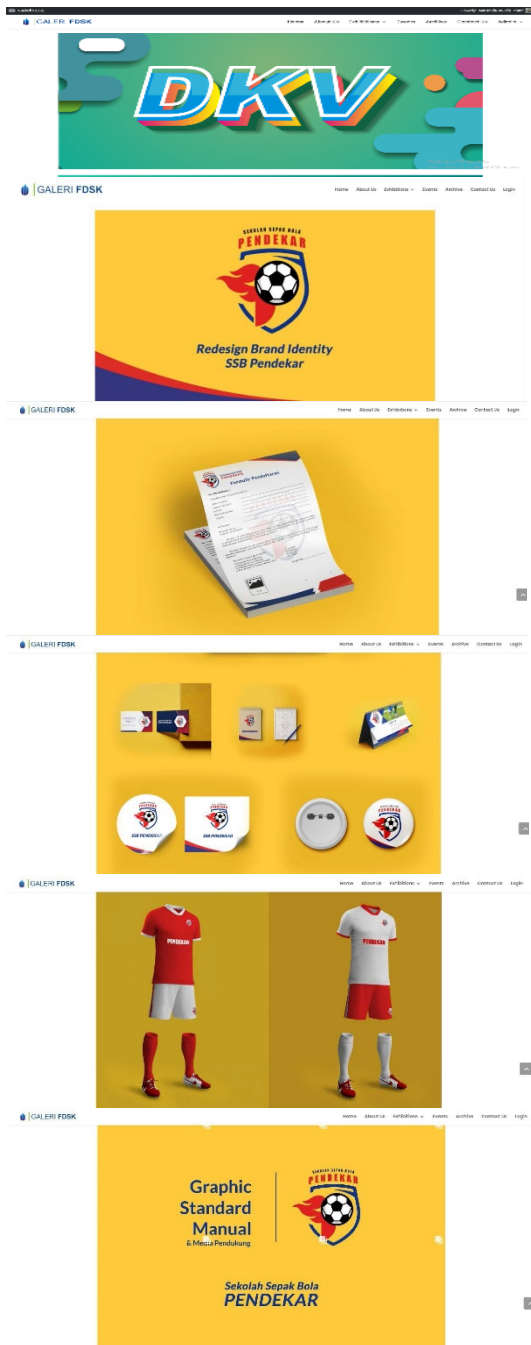 GALERI FDSK
Home About Us Exhibitions Events Archive Contact Us Admin
DKV
GALERI FDSK
Home About Us Exhibitions Events Archive Contact Us Login
SEKOLAH SEPAK BOLA
PENDEKAR
Redesign Brand Identity
SSB Pendekar
GALERI FDSK
Home About Us Exhibitions Events Archive Contact Us Login
PENDEKAR
Formulir Pendaftaran
GALERI FDSK
Home About Us Exhibitions Events Archive Contact Us Login
PENDEKAR
SSB PENDEKAR
PENDEKAR
SSB PENDEKAR
PENDEKAR
GALERI FDSK
Home About Us Exhibitions Events Archive Contact Us Login
PENDEKAR
PENDEKAR
GALERI FDSK
Home About Us Exhibitions Events Archive Contact Us Login
Graphic
Standard
Manual
& Media Pendukung
SEKOLAH SEPAK BOLA
PENDEKAR
Sekolah Sepak Bola
PENDEKAR